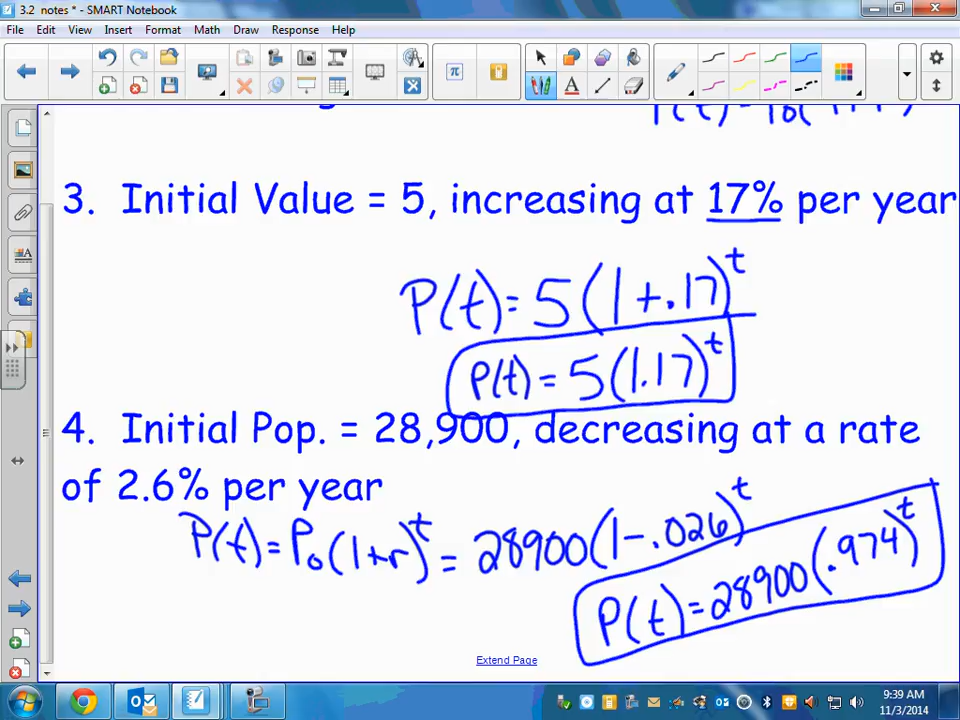 3.2 notes * - SMART Notebook
File Edit View Insert Format Math Draw Response Help
3. Initial Value = 5, increasing at 17% per year
P(t) = 5(1+.17)^t
P(t) = 5(1.17)^t
4. Initial Pop. = 28,900, decreasing at a rate
of 2.6% per year
P(t) = P₀(1+r)^t = 28900(1-.026)^t
P(t) = 28900(.974)^t
Extend Page
9:39 AM
11/3/2014